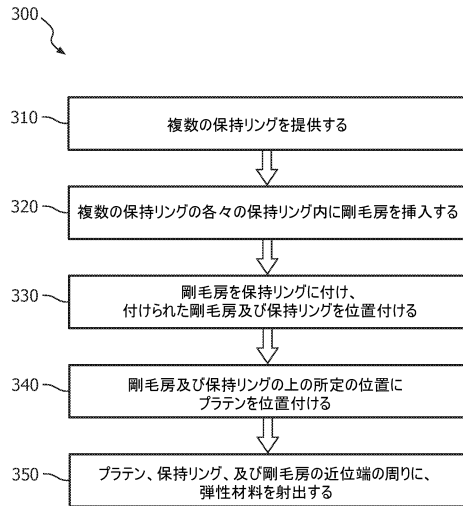 300
310
複数の保持リングを提供する
320
複数の保持リングの各々の保持リング内に剛毛房を挿入する
330
剛毛房を保持リングに付け、
付けられた剛毛房及び保持リングを位置付ける
340
剛毛房及び保持リングの上の所定の位置に
プラテンを位置付ける
350
プラテン、保持リング、及び剛毛房の近位端の周りに、
弾性材料を射出する